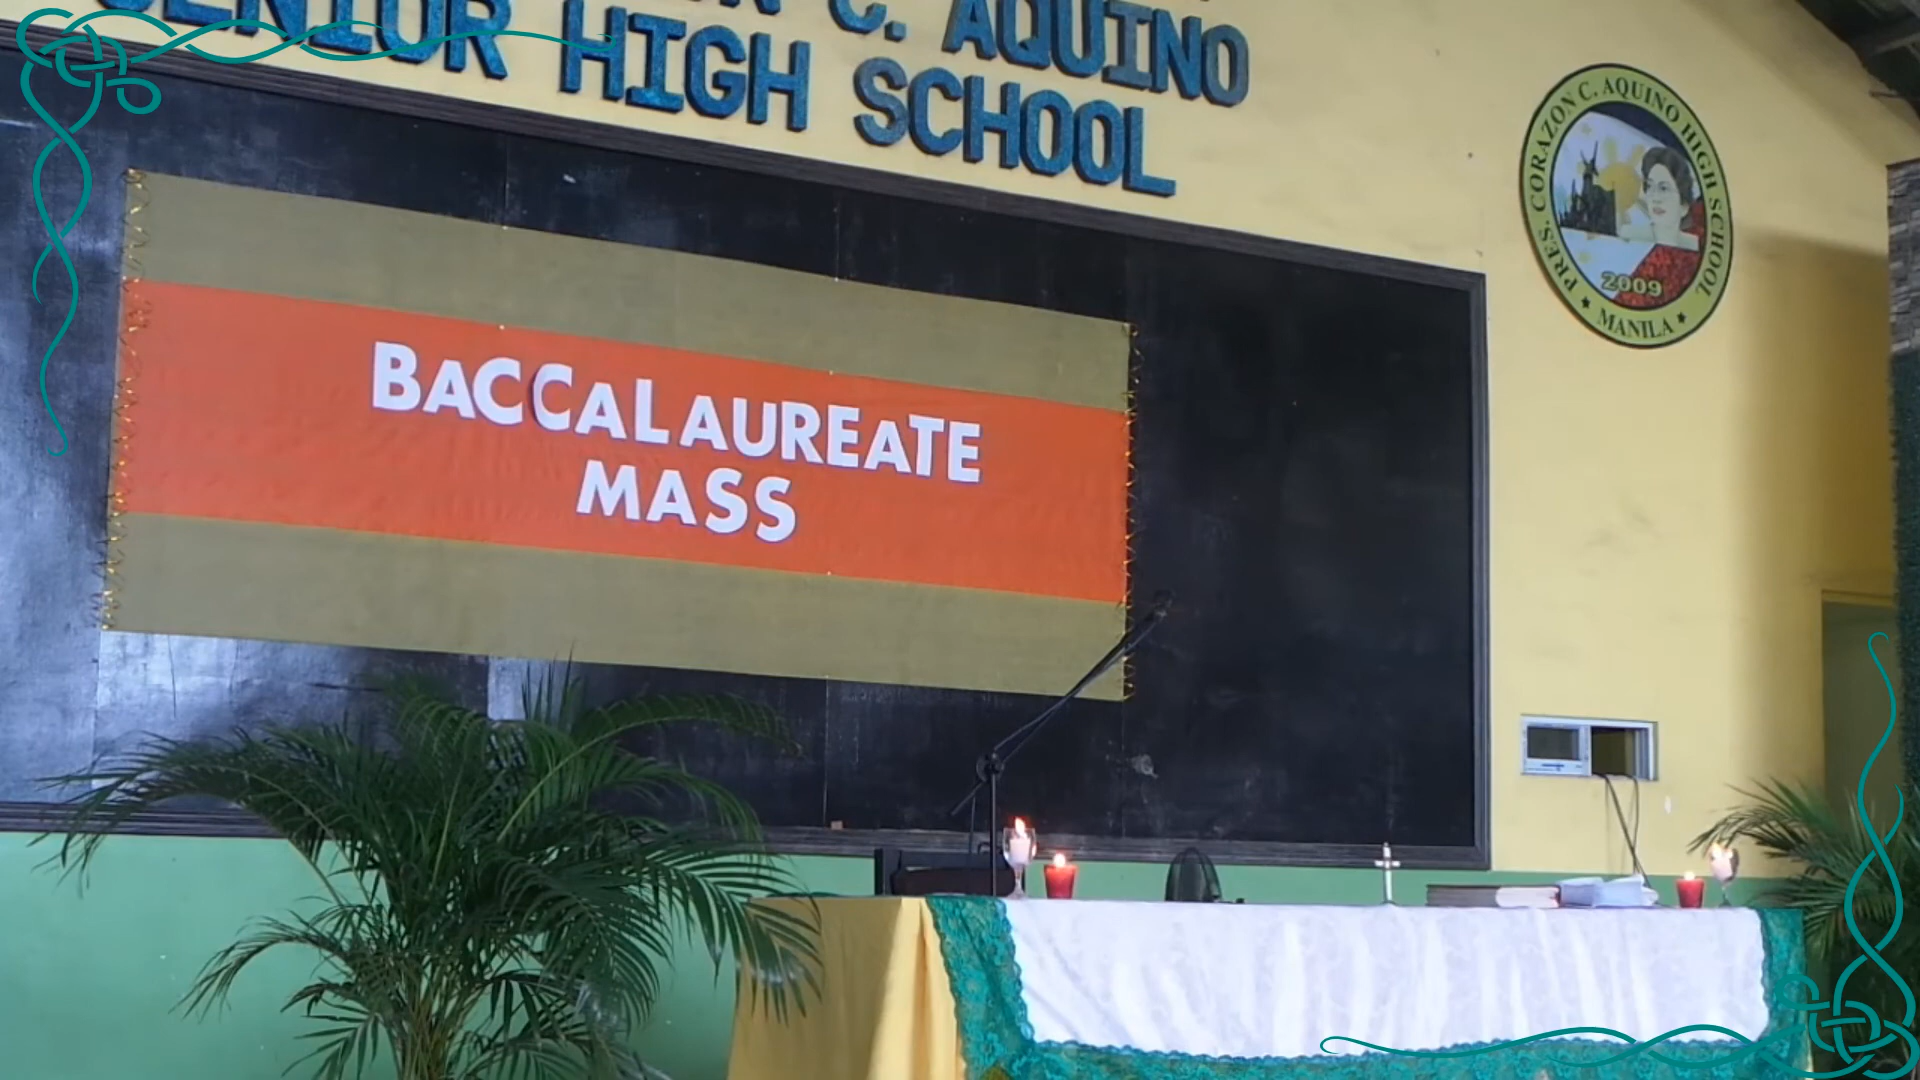 C. AQUINO
SENIOR HIGH SCHOOL
PRES. CORAZON C. AQUINO HIGH SCHOOL
2009
★ MANILA ★
BACCALAUREATE
MASS